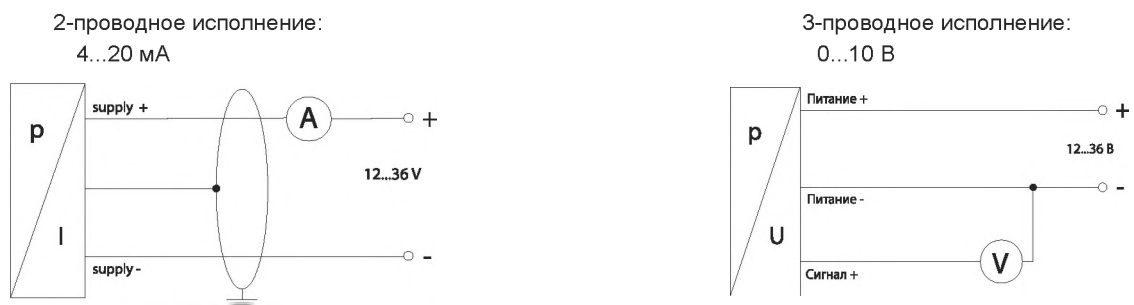 2-проводное исполнение:
4...20 мА
supply +
p
I
A
+
12...36 V
supply -
-
3-проводное исполнение:
0...10 В
Питание +
p
U
+
12...36 В
Питание -
-
Сигнал +
V